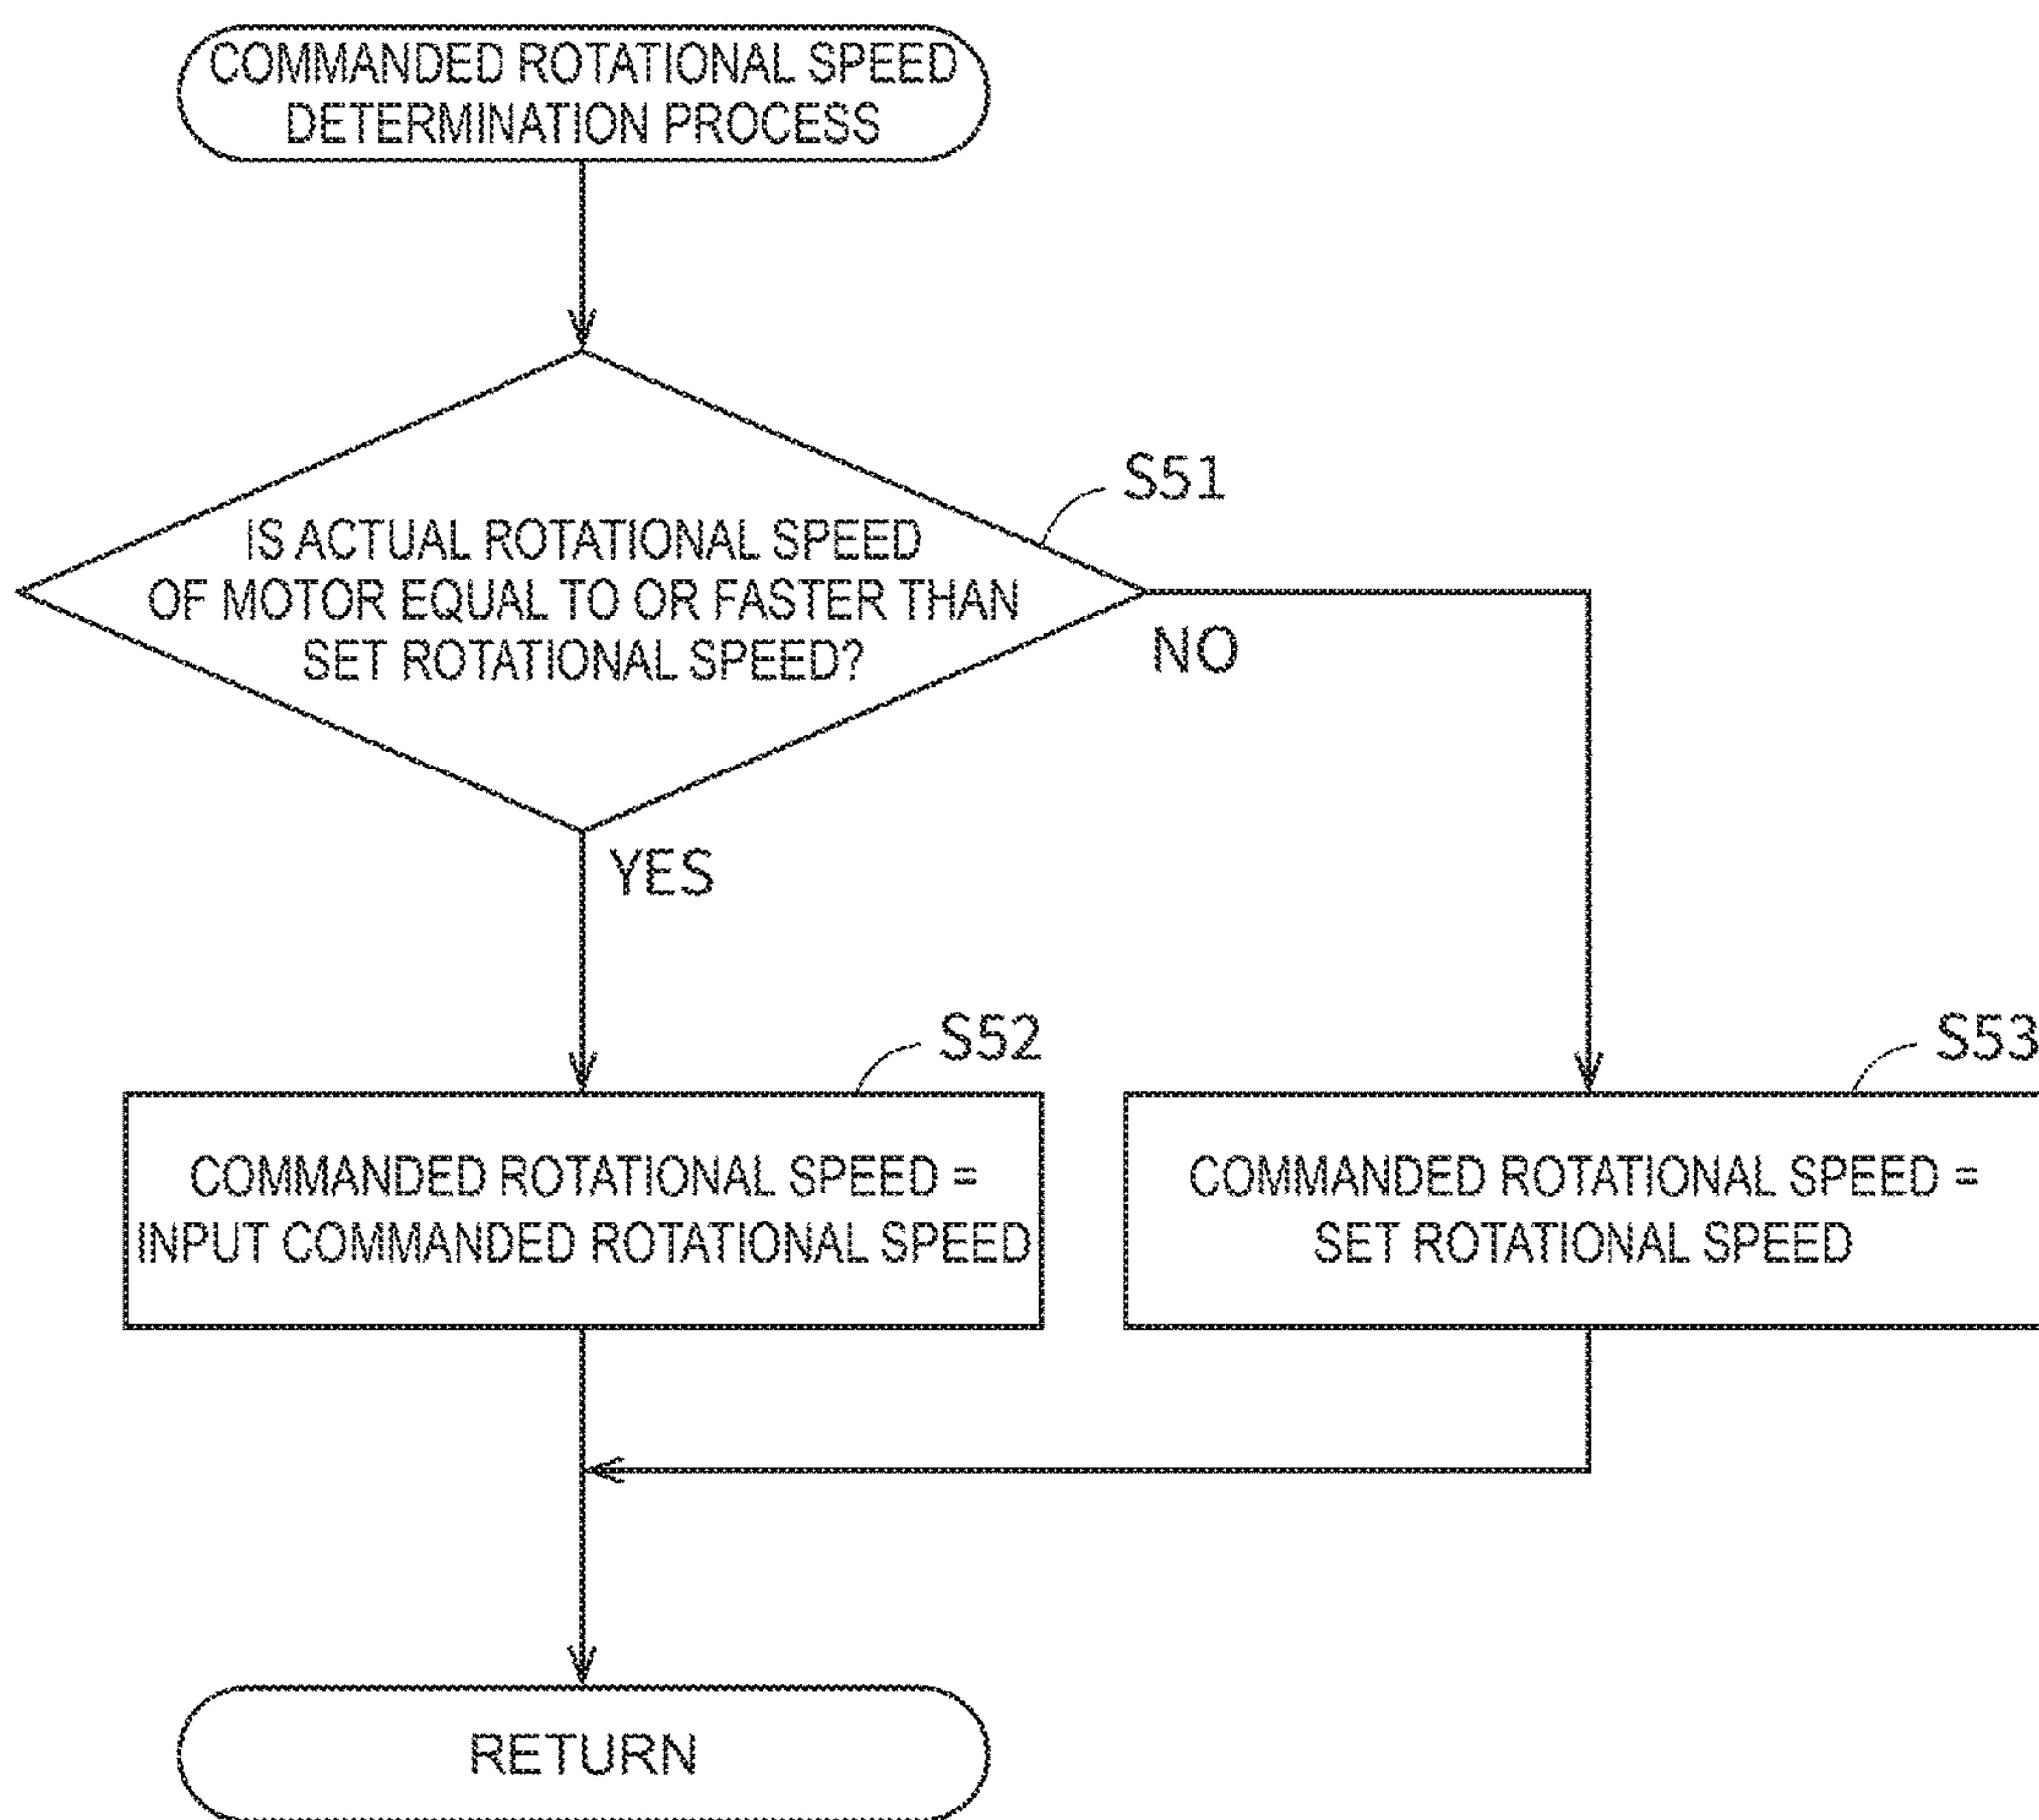 COMMANDED ROTATIONAL SPEED
DETERMINATION PROCESS
S51
IS ACTUAL ROTATIONAL SPEED
OF MOTOR EQUAL TO OR FASTER THAN
SET ROTATIONAL SPEED?
NO
YES
S52
COMMANDED ROTATIONAL SPEED =
INPUT COMMANDED ROTATIONAL SPEED
S53
COMMANDED ROTATIONAL SPEED =
SET ROTATIONAL SPEED
RETURN